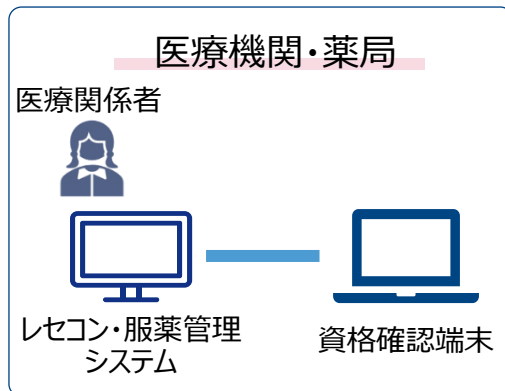 医療機関・薬局
医療関係者
レセコン・服薬管理
システム
資格確認端末